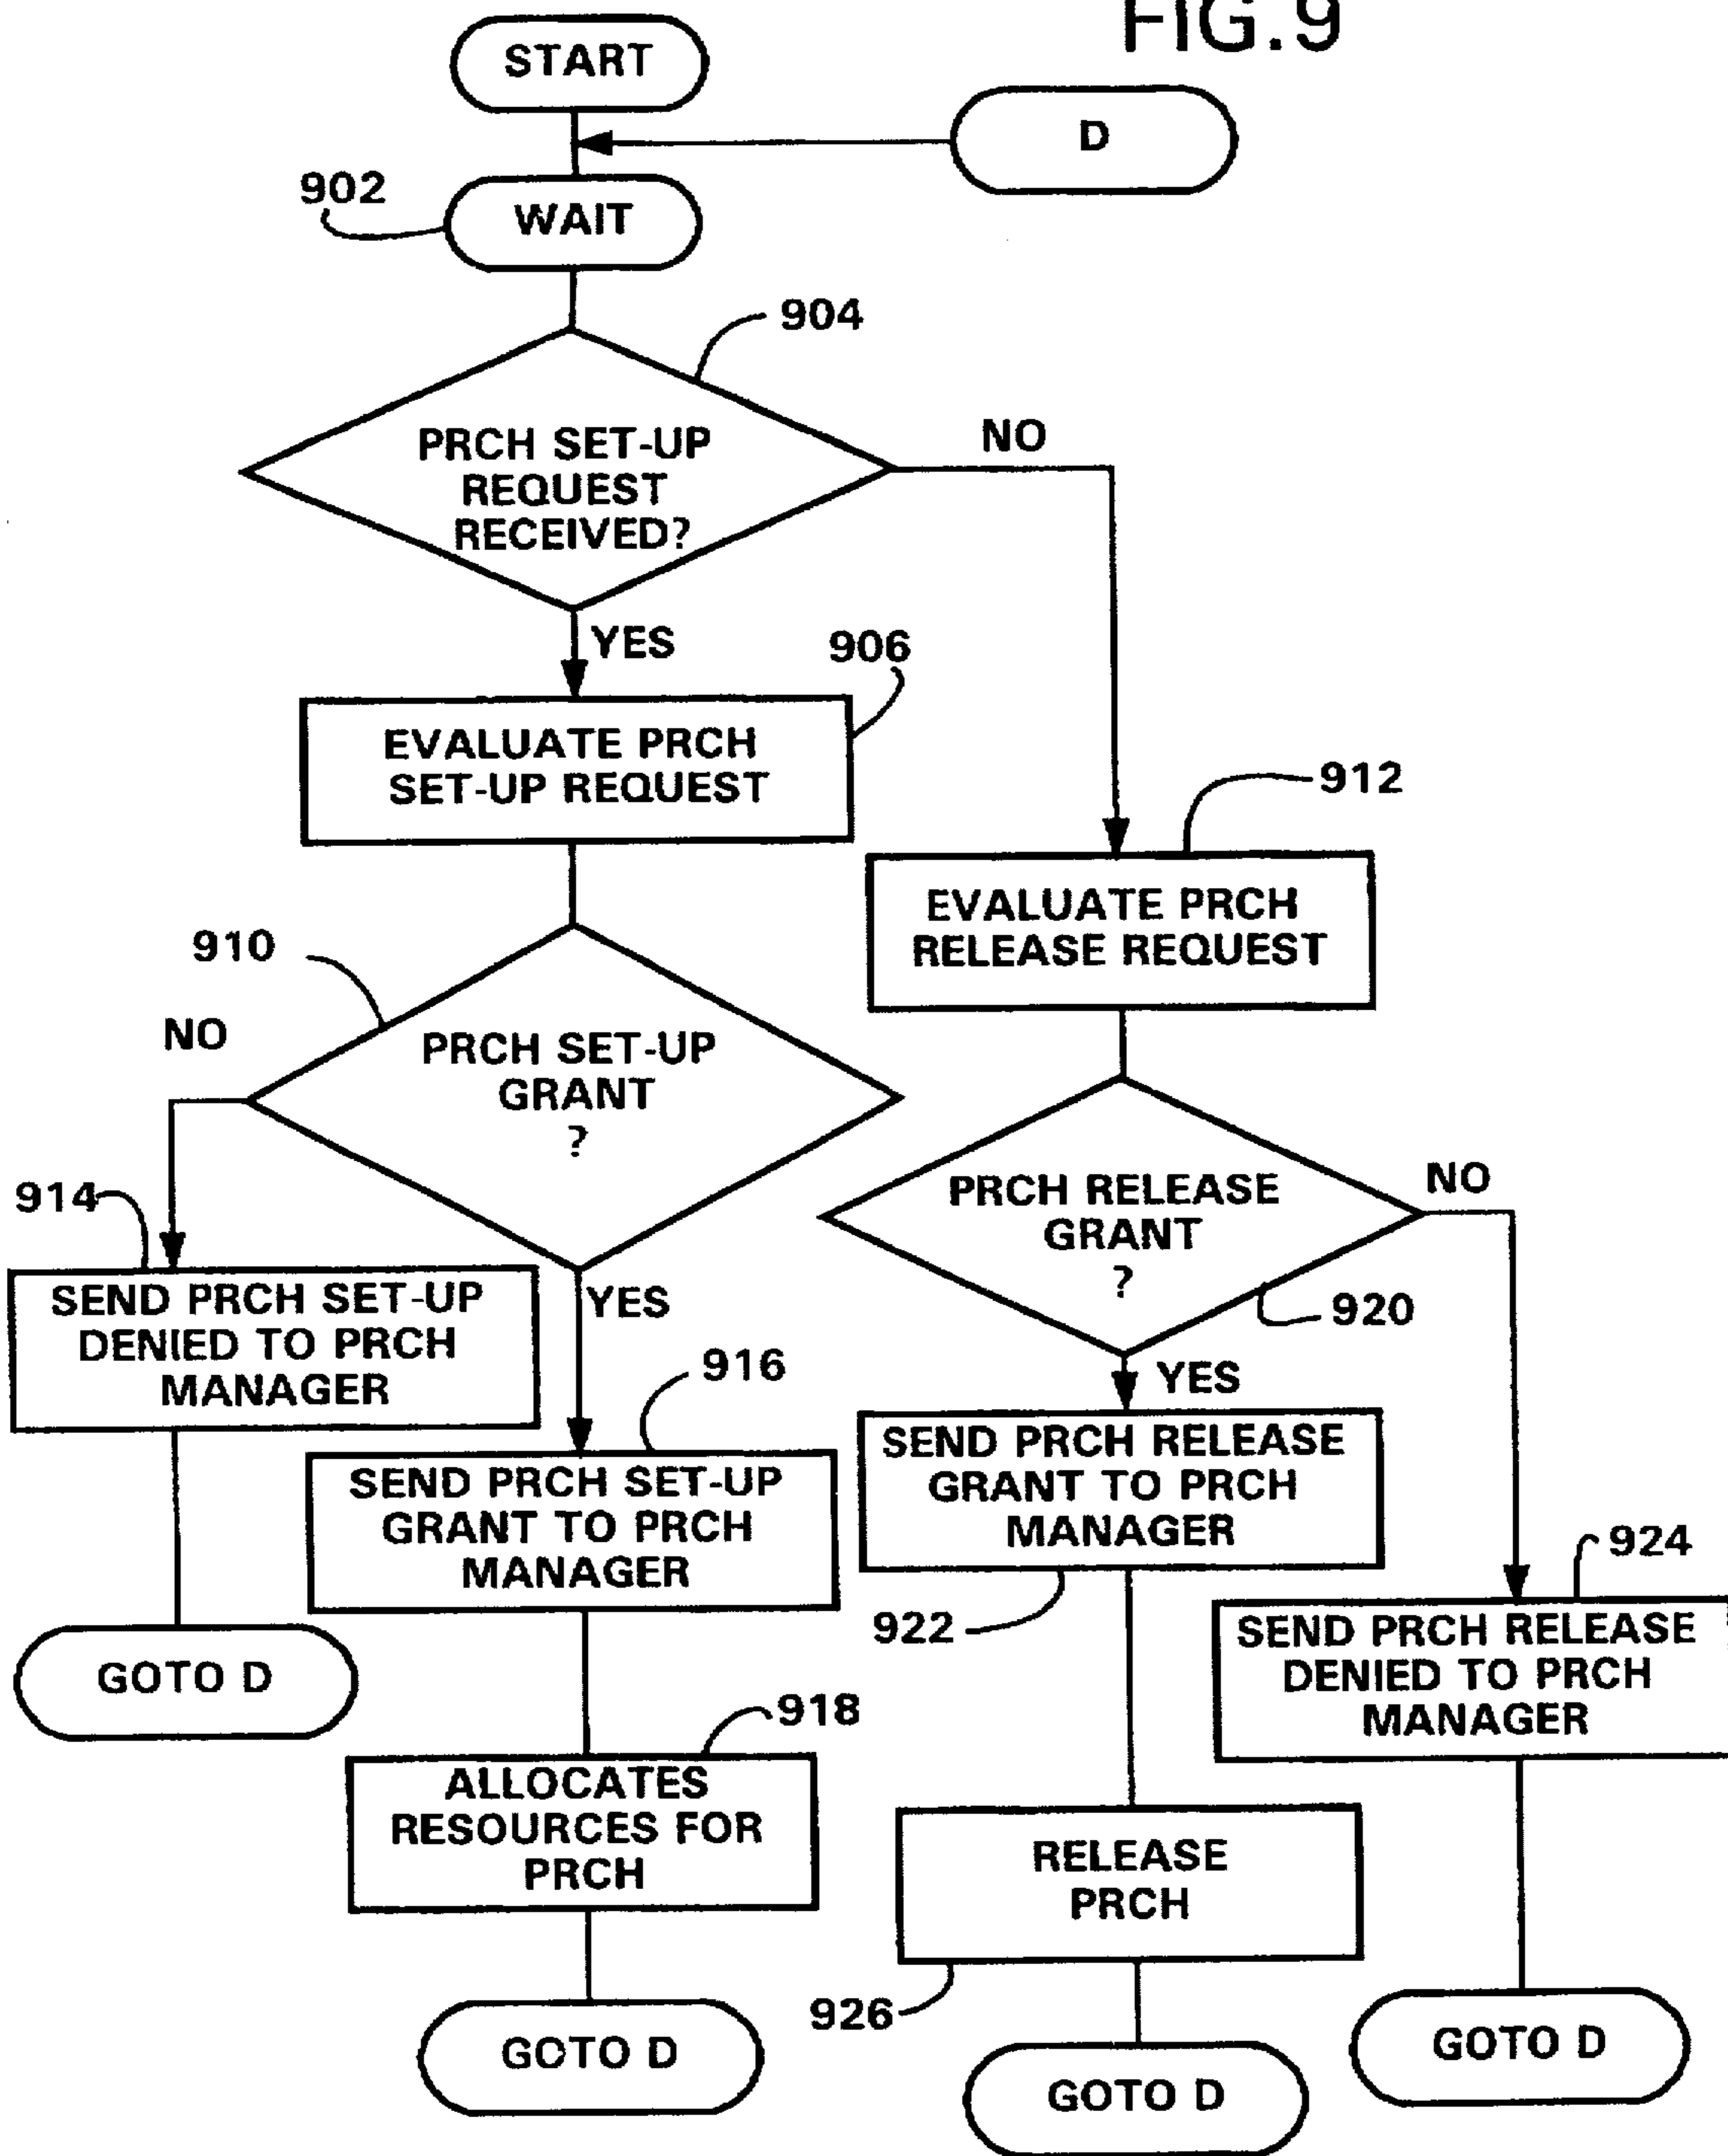 FIG.9
START
D
902
WAIT
904
PRCH SET-UP
REQUEST
RECEIVED?
NO
YES
906
EVALUATE PRCH
SET-UP REQUEST
912
EVALUATE PRCH
RELEASE REQUEST
910
NO
PRCH SET-UP
GRANT
?
YES
914
SEND PRCH SET-UP
DENIED TO PRCH
MANAGER
GOTO D
916
SEND PRCH SET-UP
GRANT TO PRCH
MANAGER
918
ALLOCATES
RESOURCES FOR
PRCH
GOTO D
PRCH RELEASE
GRANT
?
NO
920
YES
SEND PRCH RELEASE
GRANT TO PRCH
MANAGER
922
RELEASE
PRCH
926
GOTO D
924
SEND PRCH RELEASE
DENIED TO PRCH
MANAGER
GOTO D